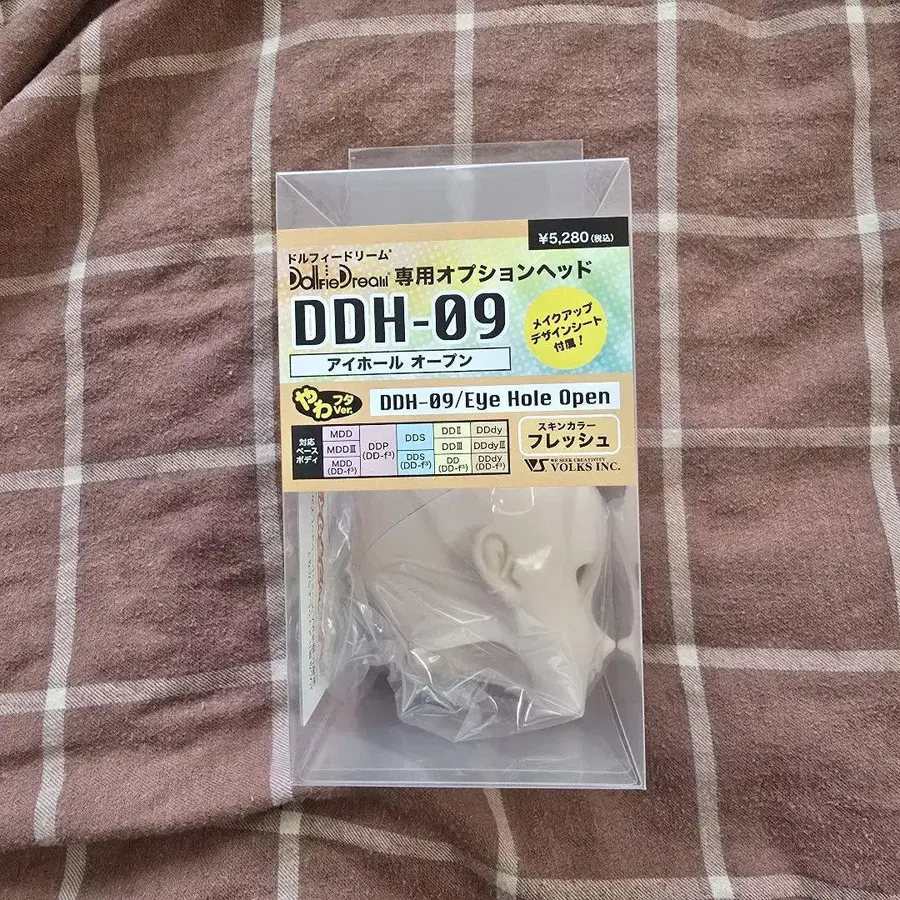 ¥5,280(税込)
ドルフィードリーム®
DollfieDream® 専用オプションヘッド
DDH-09
メイクアップ
デザインシート
付属!
アイホール オープン
やわフタ
Ver.
DDH-09/Eye Hole Open
対応
ベース
ボディ
MDD
MDDⅢ
MDD
(DD-f³)
DDP
(DD-f³)
DDS
DDS
(DD-f³)
DDⅡ
DDⅢ
DD
(DD-f³)
DDdy
DDdyⅢ
DDdy
(DD-f³)
スキンカラー
フレッシュ
WE SEEK CREATIVITY
VS VOLKS INC.